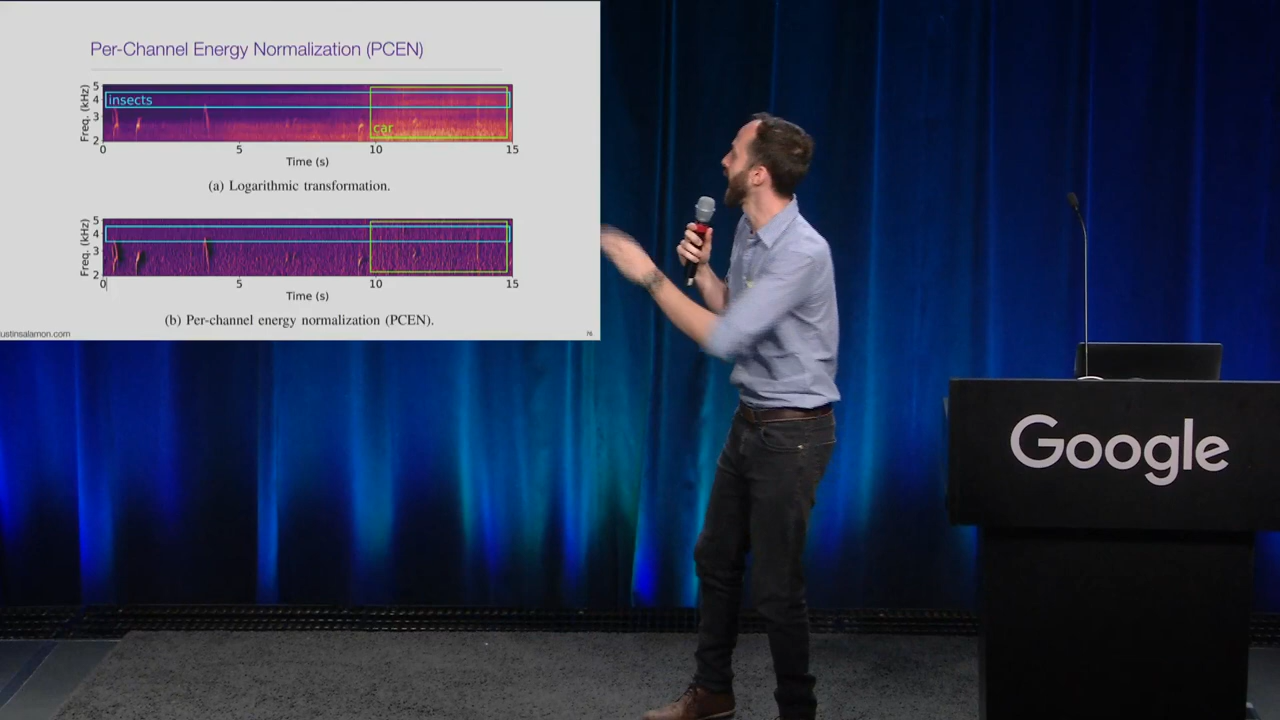 Per-Channel Energy Normalization (PCEN)
Freq. (kHz)
5
4
3
2
insects
car
0 5 10 15
Time (s)
(a) Logarithmic transformation.
Freq. (kHz)
5
4
3
2
0 5 10 15
Time (s)
(b) Per-channel energy normalization (PCEN).
ustinsalamon.com
76
Google